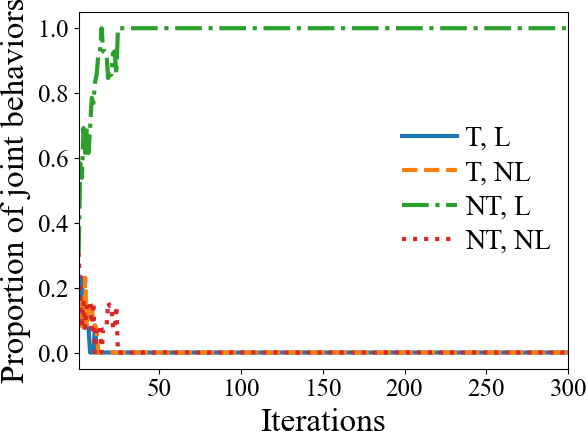 Proportion of joint behaviors
1.0
0.8
0.6
0.4
0.2
0.0
T, L
T, NL
NT, L
NT, NL
50 100 150 200 250 300
Iterations